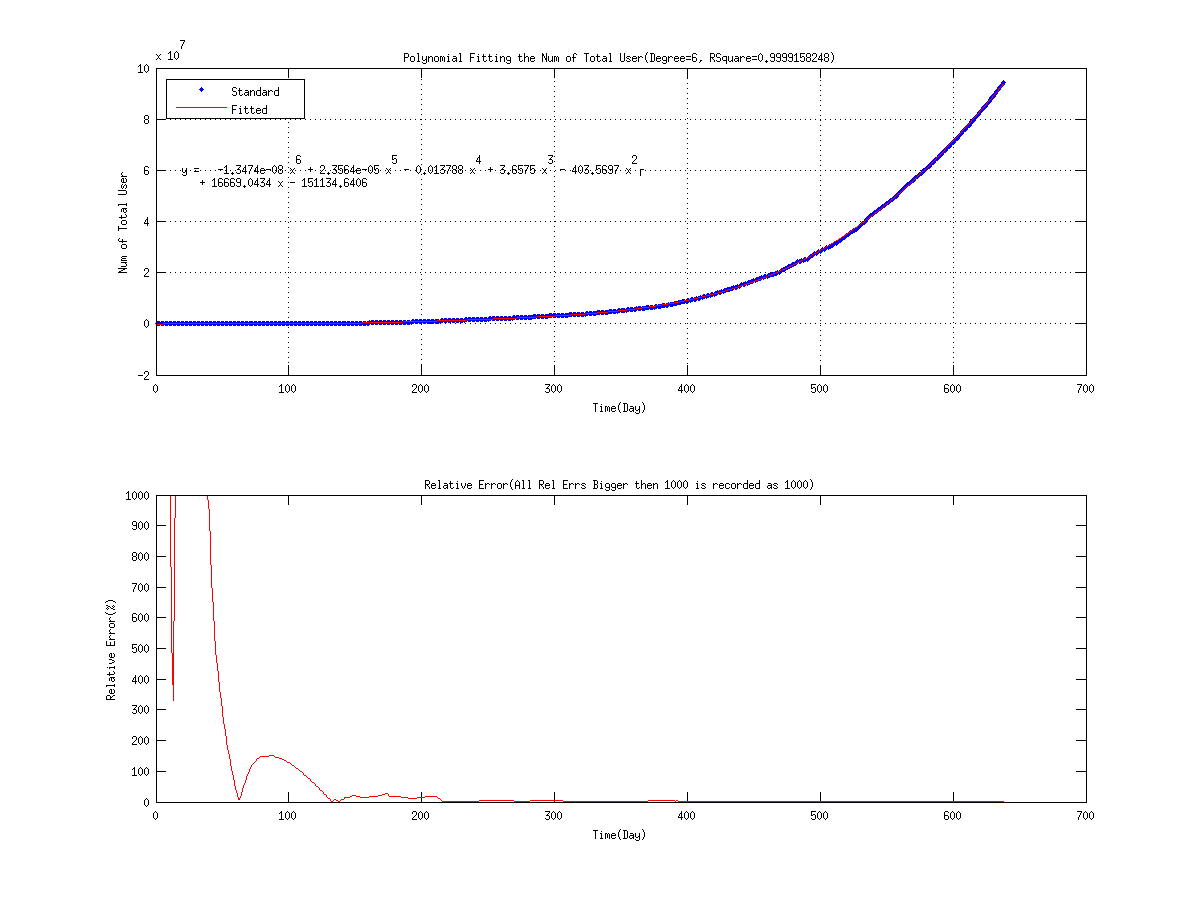 7
x 10
Polynomial Fitting the Num of Total User(Degree=6, RSquare=0.9999158248)
10
8
6
4
2
0
-2
Num of Total User
Standard
Fitted
6 5 4 3 2
y = -1.3474e-08 x + 2.3564e-05 x - 0.013788 x + 3.6575 x - 403.5697 x
+ 16669.0434 x - 151134.6406
0 100 200 300 400 500 600 700
Time(Day)
Relative Error(All Rel Errs Bigger then 1000 is recorded as 1000)
1000
900
800
700
600
500
400
300
200
100
0
Relative Error(%)
0 100 200 300 400 500 600 700
Time(Day)